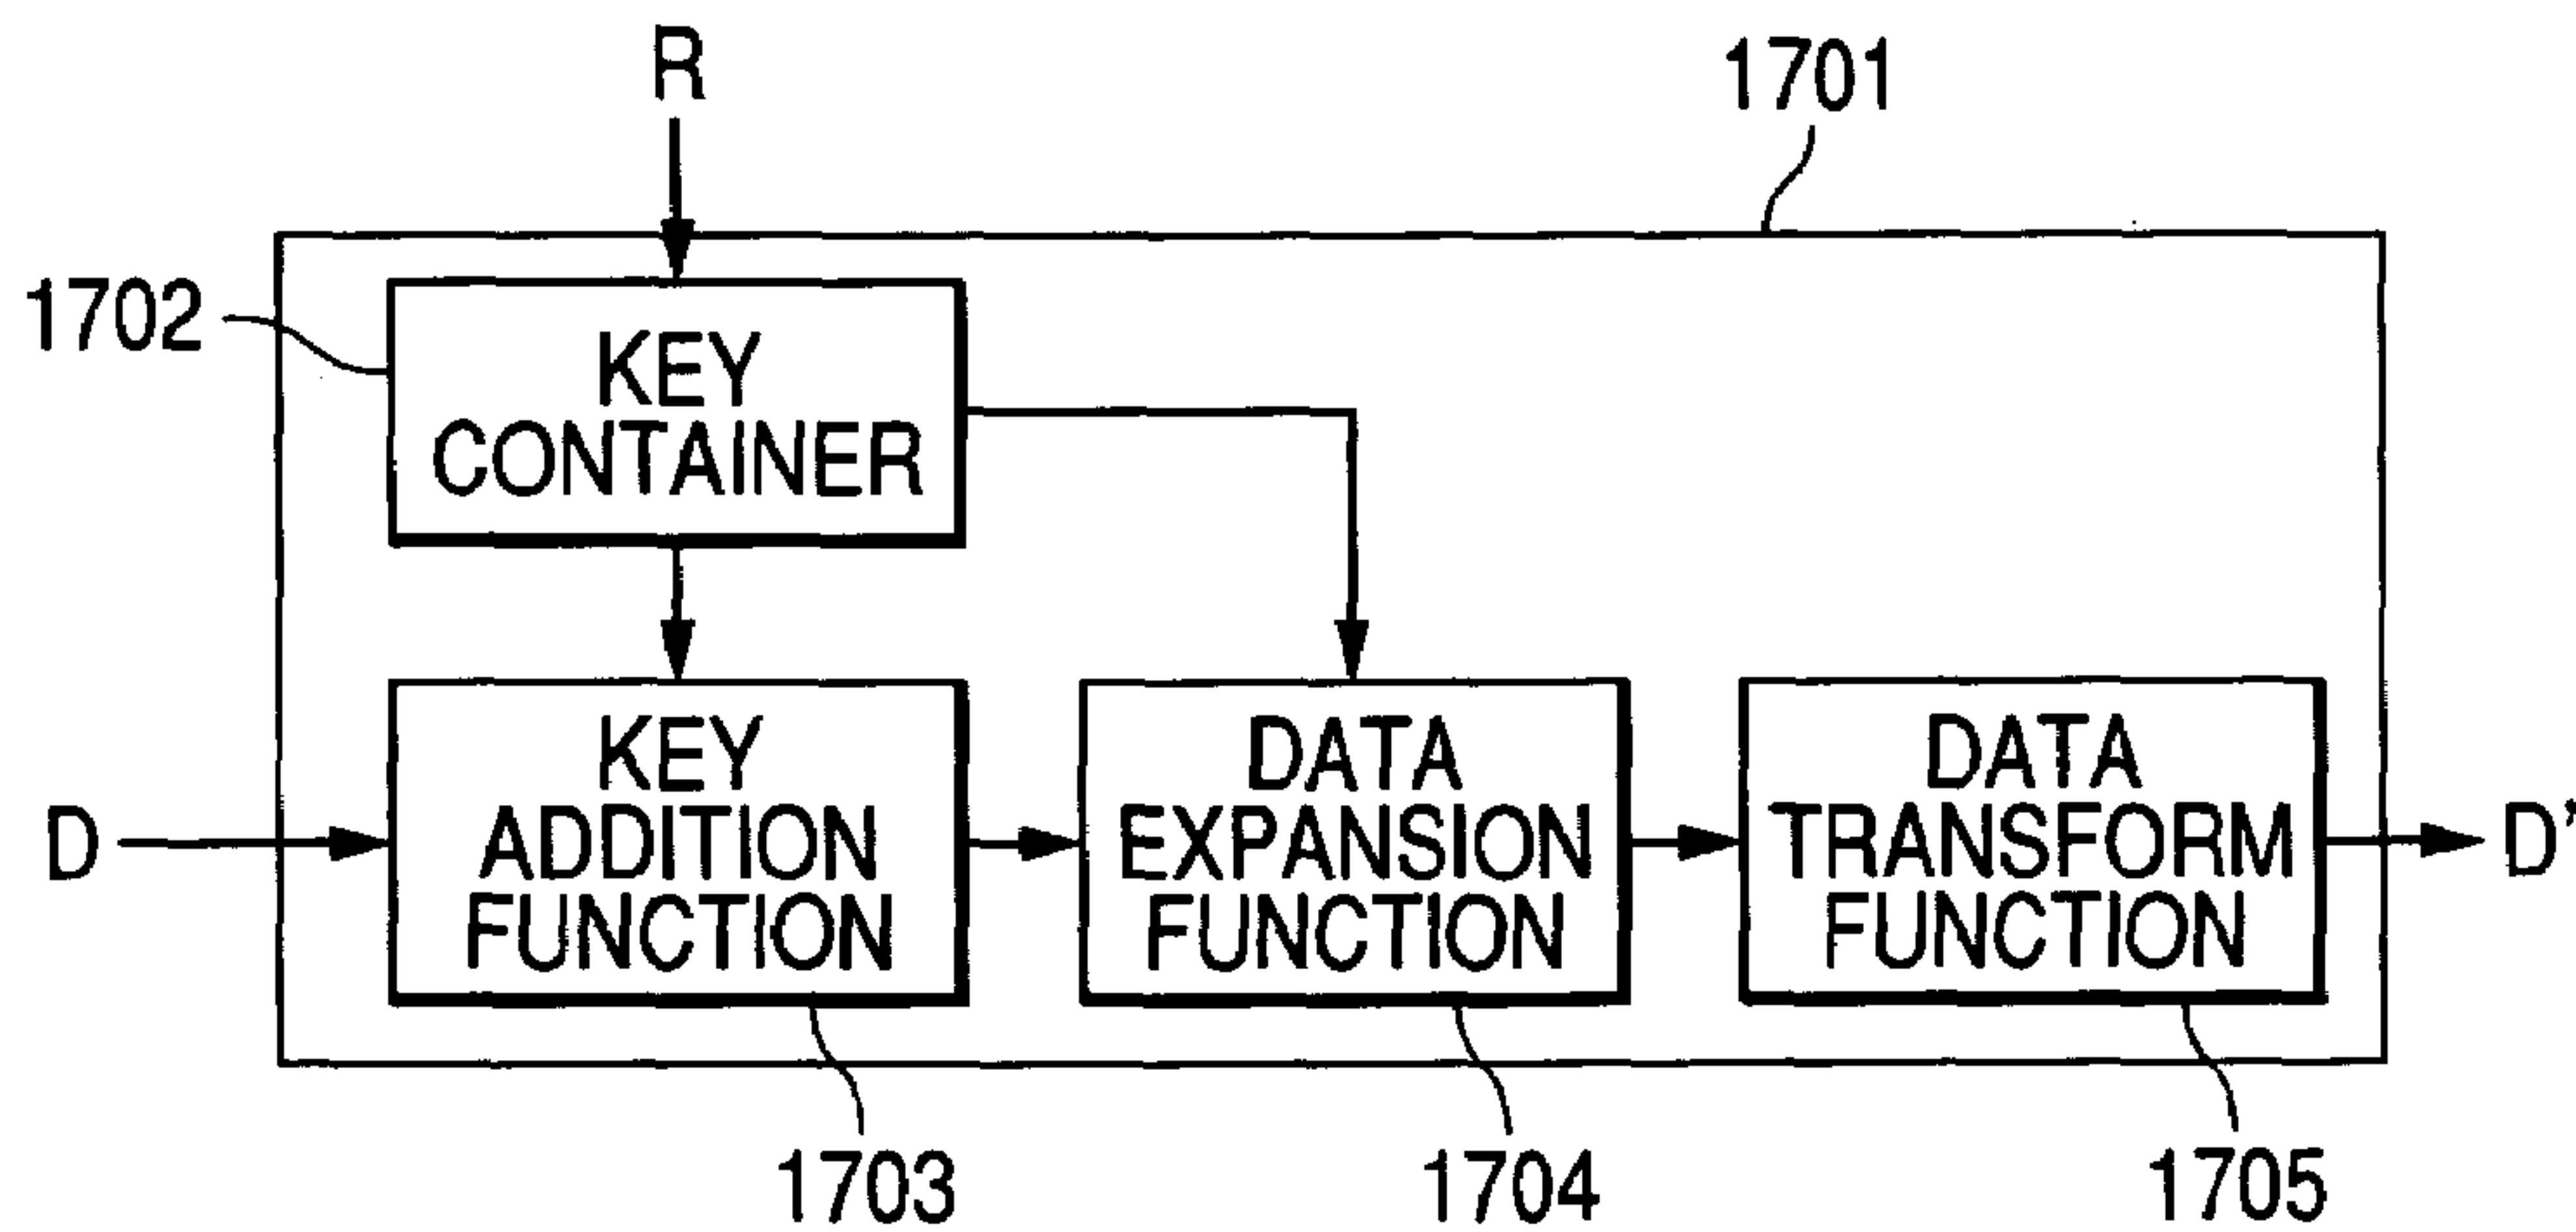 R
1701
1702
KEY
CONTAINER
D
KEY
ADDITION
FUNCTION
DATA
EXPANSION
FUNCTION
DATA
TRANSFORM
FUNCTION
D'
1703
1704
1705